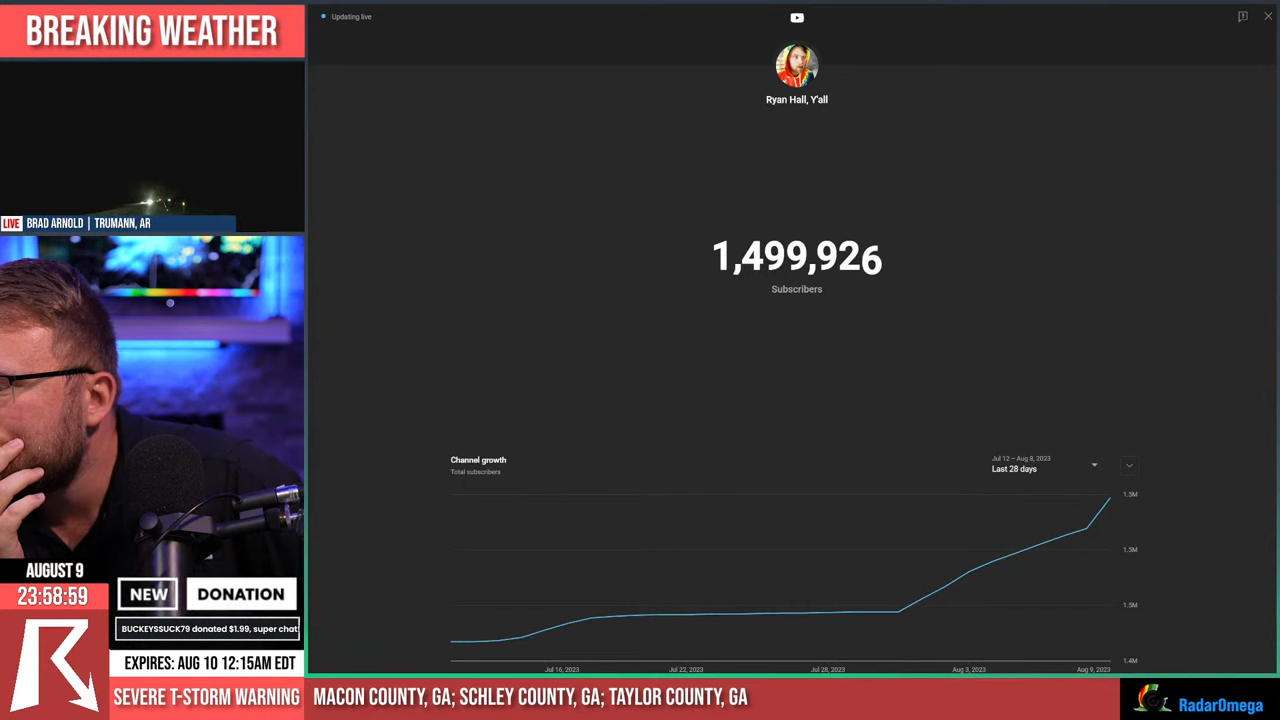 BREAKING WEATHER
LIVE BRAD ARNOLD | TRUMANN, AR
Updating live
Ryan Hall, Y'all
1,499,926
Subscribers
Channel growth
Total subscribers
Jul 12 – Aug 8, 2023
Last 28 days
1.5M
1.5M
1.5M
1.4M
Jul 16, 2023 Jul 22, 2023 Jul 28, 2023 Aug 3, 2023 Aug 9, 2023
AUGUST 9
23:58:59
NEW DONATION
BUCKEYSSUCK79 donated $1.99, super chat
EXPIRES: AUG 10 12:15AM EDT
SEVERE T-STORM WARNING
MACON COUNTY, GA; SCHLEY COUNTY, GA; TAYLOR COUNTY, GA
RadarOmega